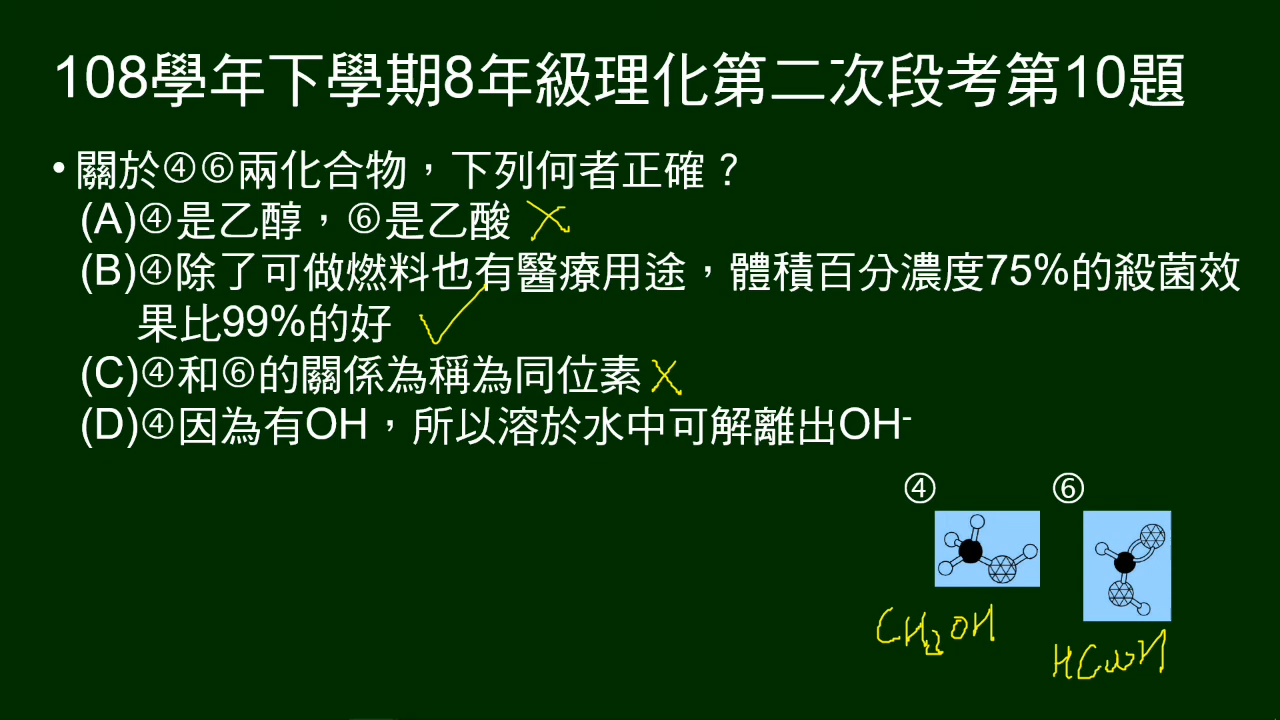 108學年下學期8年級理化第二次段考第10題
•關於④⑥兩化合物，下列何者正確？
(A)④是乙醇，⑥是乙酸
(B)④除了可做燃料也有醫療用途，體積百分濃度75%的殺菌效
果比99%的好
(C)④和⑥的關係為稱為同位素
(D)④因為有OH，所以溶於水中可解離出OH-
④ ⑥
CH3OH
HCOOH